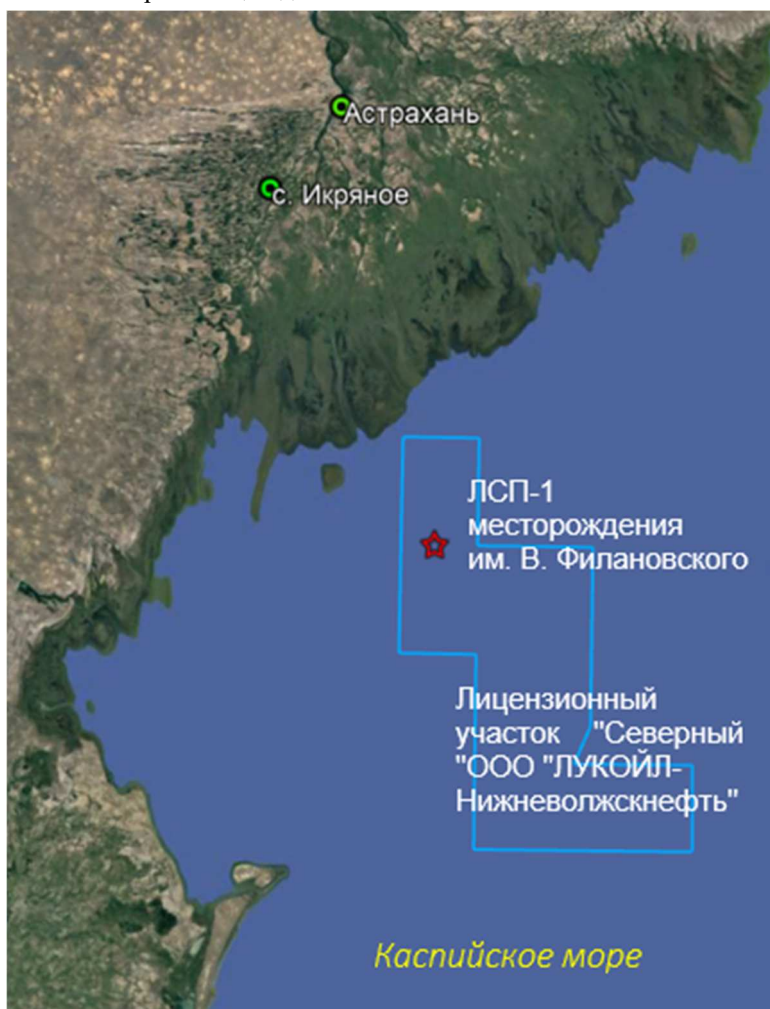 Астрахань
с. Икряное
ЛСП-1
месторождения
им. В. Филановского
Лицензионный
участок "Северный
"ООО "ЛУКОЙЛ-
Нижневолжскнефть"
Каспийское море